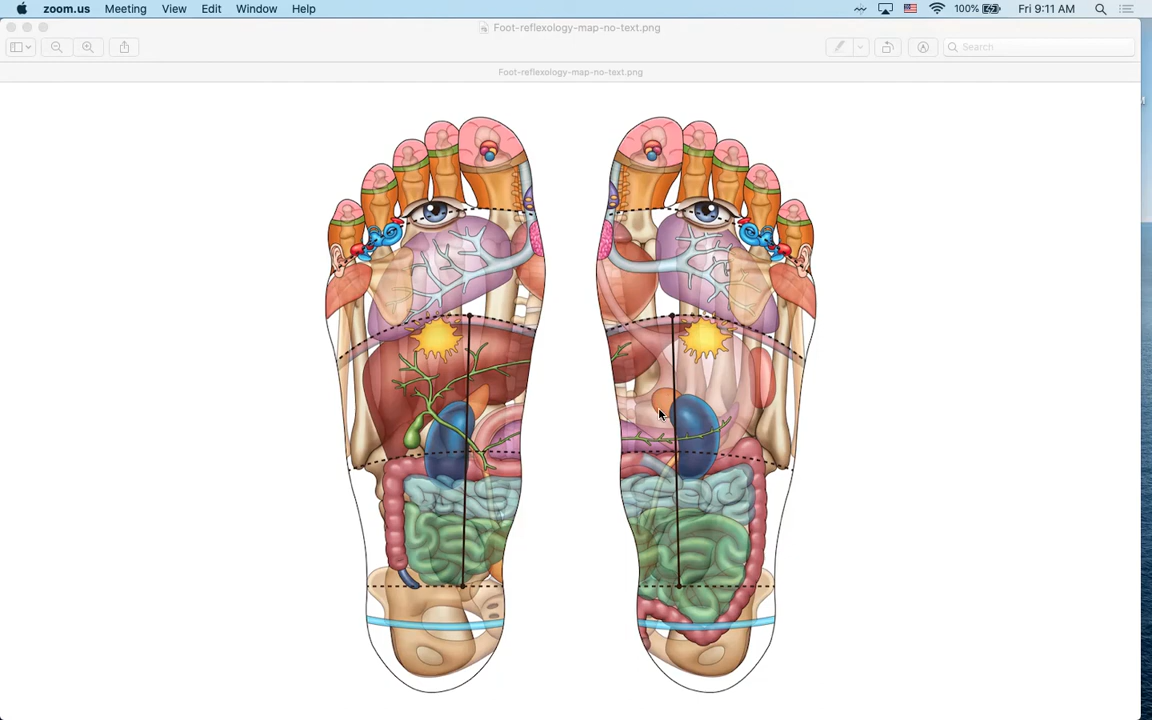 zoom.us Meeting View Edit Window Help 100% Fri 9:11 AM
Foot-reflexology-map-no-text.png
Search
Foot-reflexology-map-no-text.png